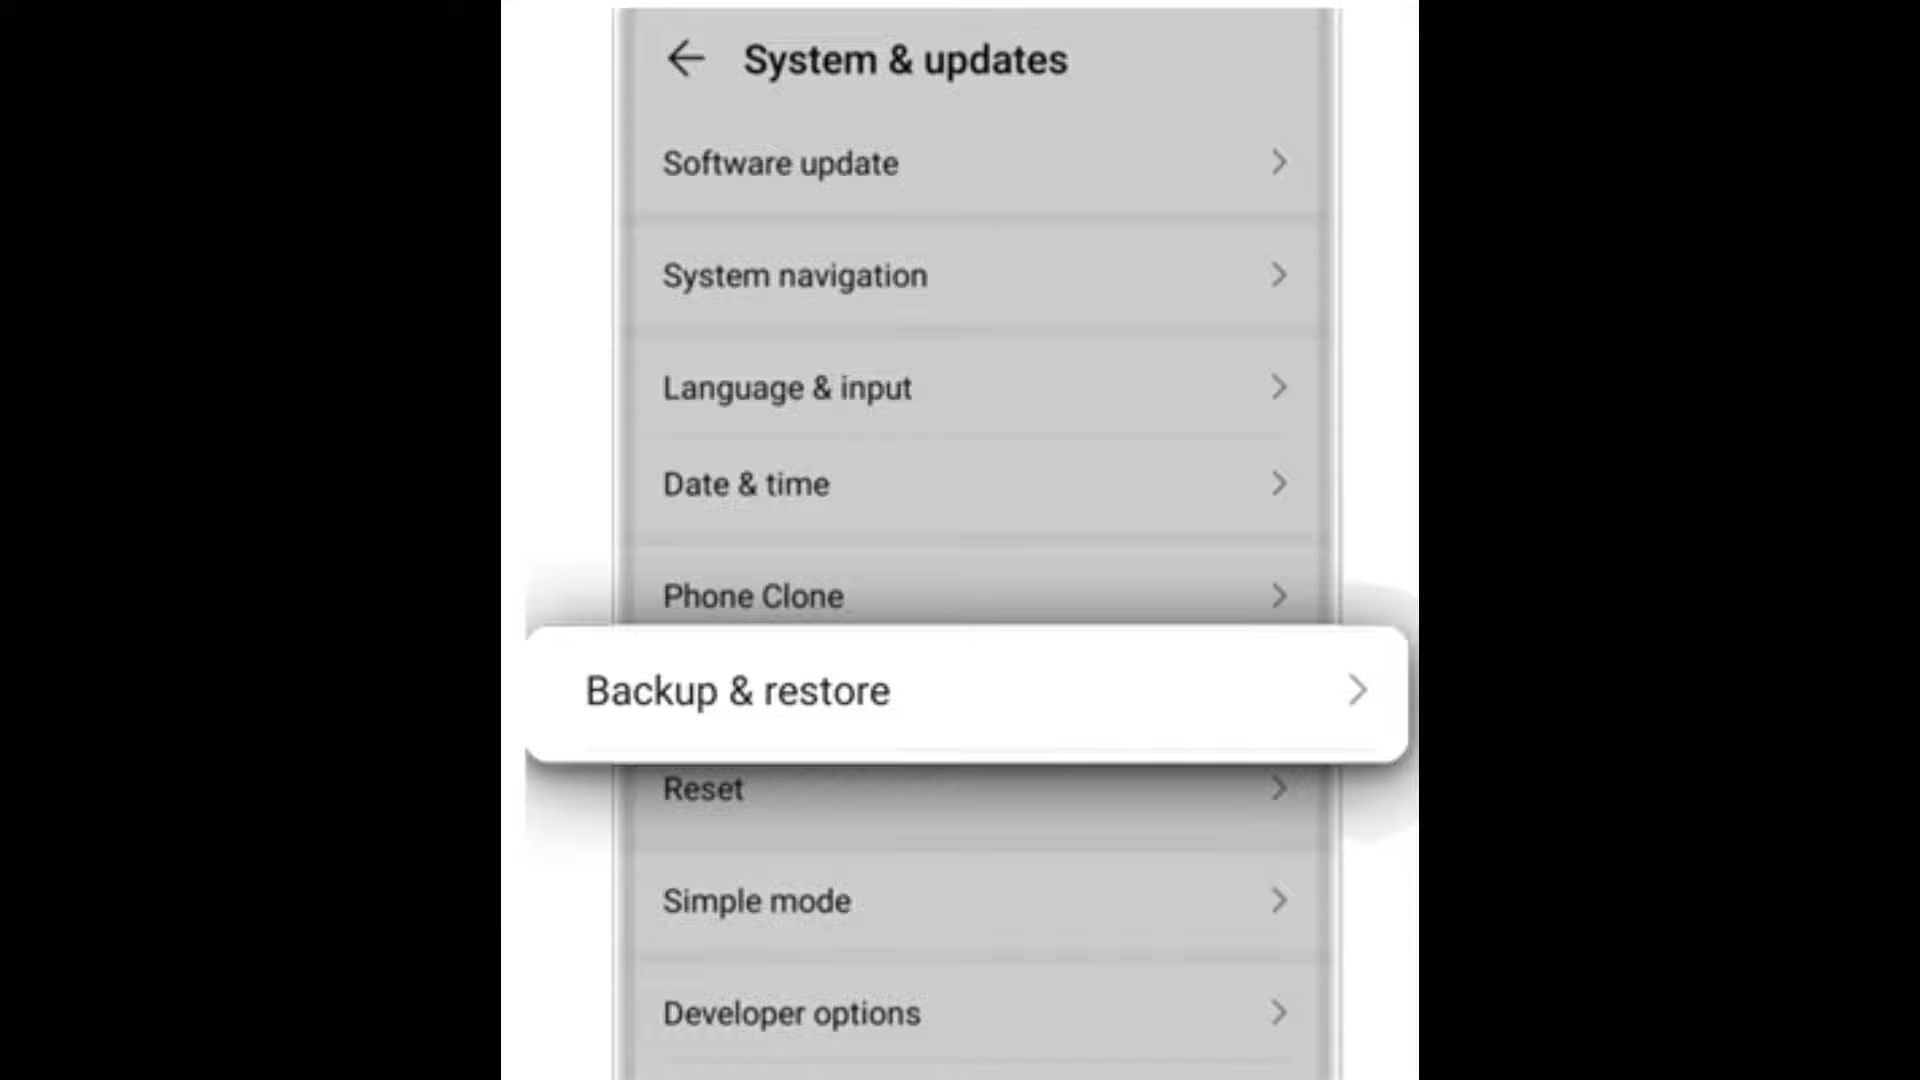 System & updates
Software update
System navigation
Language & input
Date & time
Phone Clone
Backup & restore
Reset
Simple mode
Developer options